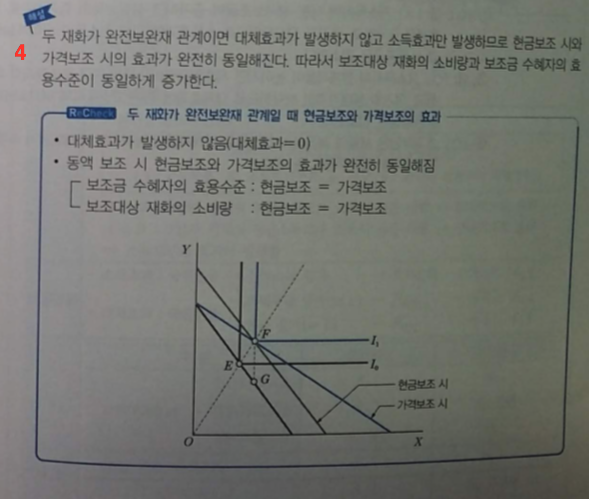 해설
4
두 재화가 완전보완재 관계이면 대체효과가 발생하지 않고 소득효과만 발생하므로 현금보조 시와
가격보조 시의 효과가 완전히 동일해진다. 따라서 보조대상 재화의 소비량과 보조금 수혜자의 효
용수준이 동일하게 증가한다.
ReCheck 두 재화가 완전보완재 관계일 때 현금보조와 가격보조의 효과
• 대체효과가 발생하지 않음(대체효과=0)
• 동액 보조 시 현금보조와 가격보조의 효과가 완전히 동일해짐
보조금 수혜자의 효용수준 : 현금보조 = 가격보조
보조대상 재화의 소비량 : 현금보조 = 가격보조
Y
F
I₁
E
I₀
G
현금보조 시
가격보조 시
O
X